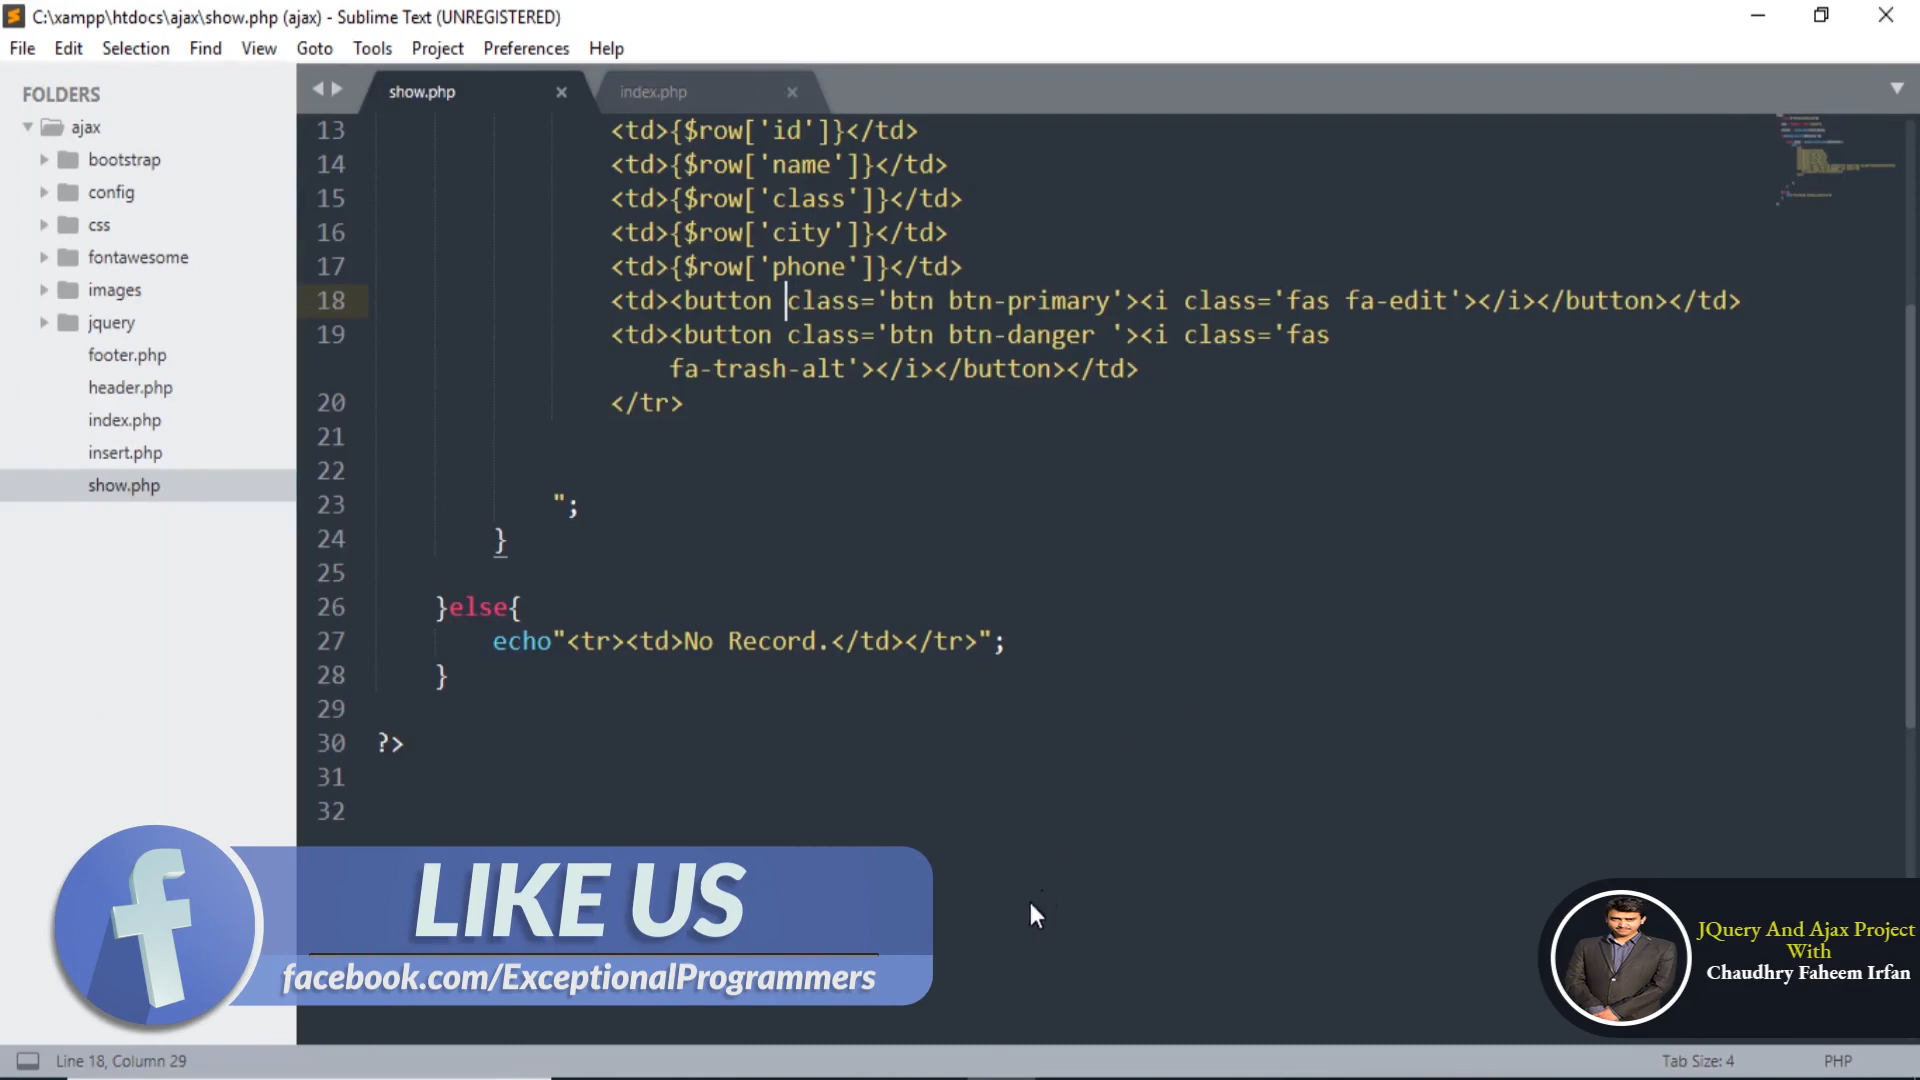 C:\xampp\htdocs\ajax\show.php (ajax) - Sublime Text (UNREGISTERED)
File Edit Selection Find View Goto Tools Project Preferences Help
FOLDERS
ajax
bootstrap
config
css
fontawesome
images
jquery
footer.php
header.php
index.php
insert.php
show.php
show.php
index.php
13 <td>{$row['id']}</td>
14 <td>{$row['name']}</td>
15 <td>{$row['class']}</td>
16 <td>{$row['city']}</td>
17 <td>{$row['phone']}</td>
18 <td><button class='btn btn-primary'><i class='fas fa-edit'></i></button></td>
19 <td><button class='btn btn-danger '><i class='fas
fa-trash-alt'></i></button></td>
20 </tr>
21
22
23 ";
24 }
25
26 }else{
27 echo"<tr><td>No Record.</td></tr>";
28 }
29
30 ?>
31
32
LIKE US
facebook.com/ExceptionalProgrammers
JQuery And Ajax Project
With
Chaudhry Faheem Irfan
Line 18, Column 29
Tab Size: 4
PHP